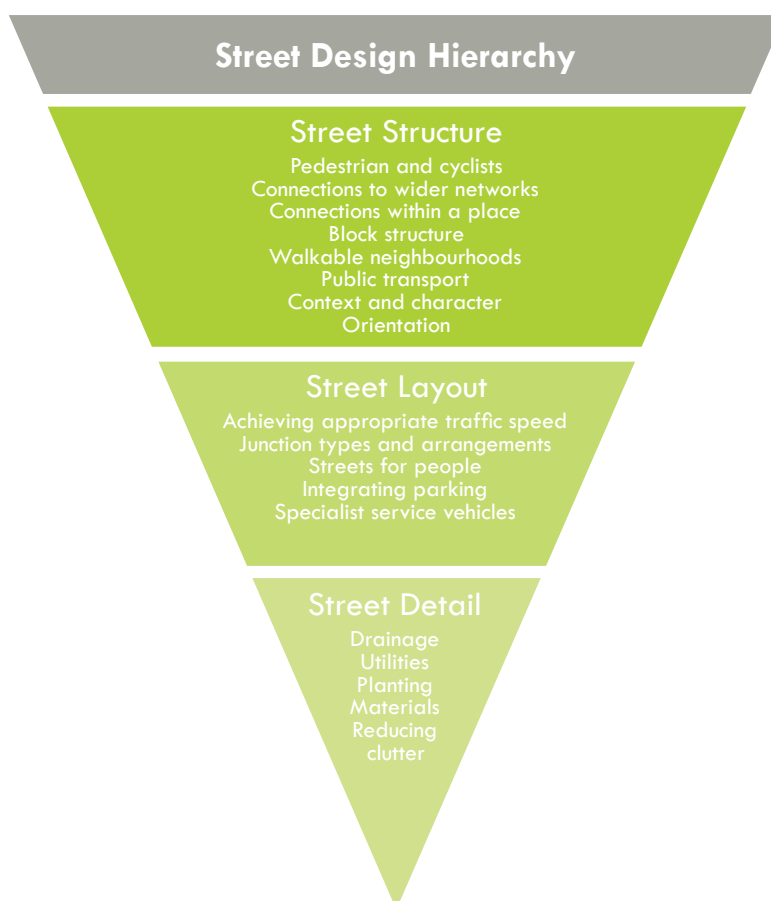 Street Design Hierarchy
Street Structure
Pedestrian and cyclists
Connections to wider networks
Connections within a place
Block structure
Walkable neighbourhoods
Public transport
Context and character
Orientation
Street Layout
Achieving appropriate traffic speed
Junction types and arrangements
Streets for people
Integrating parking
Specialist service vehicles
Street Detail
Drainage
Utilities
Planting
Materials
Reducing
clutter